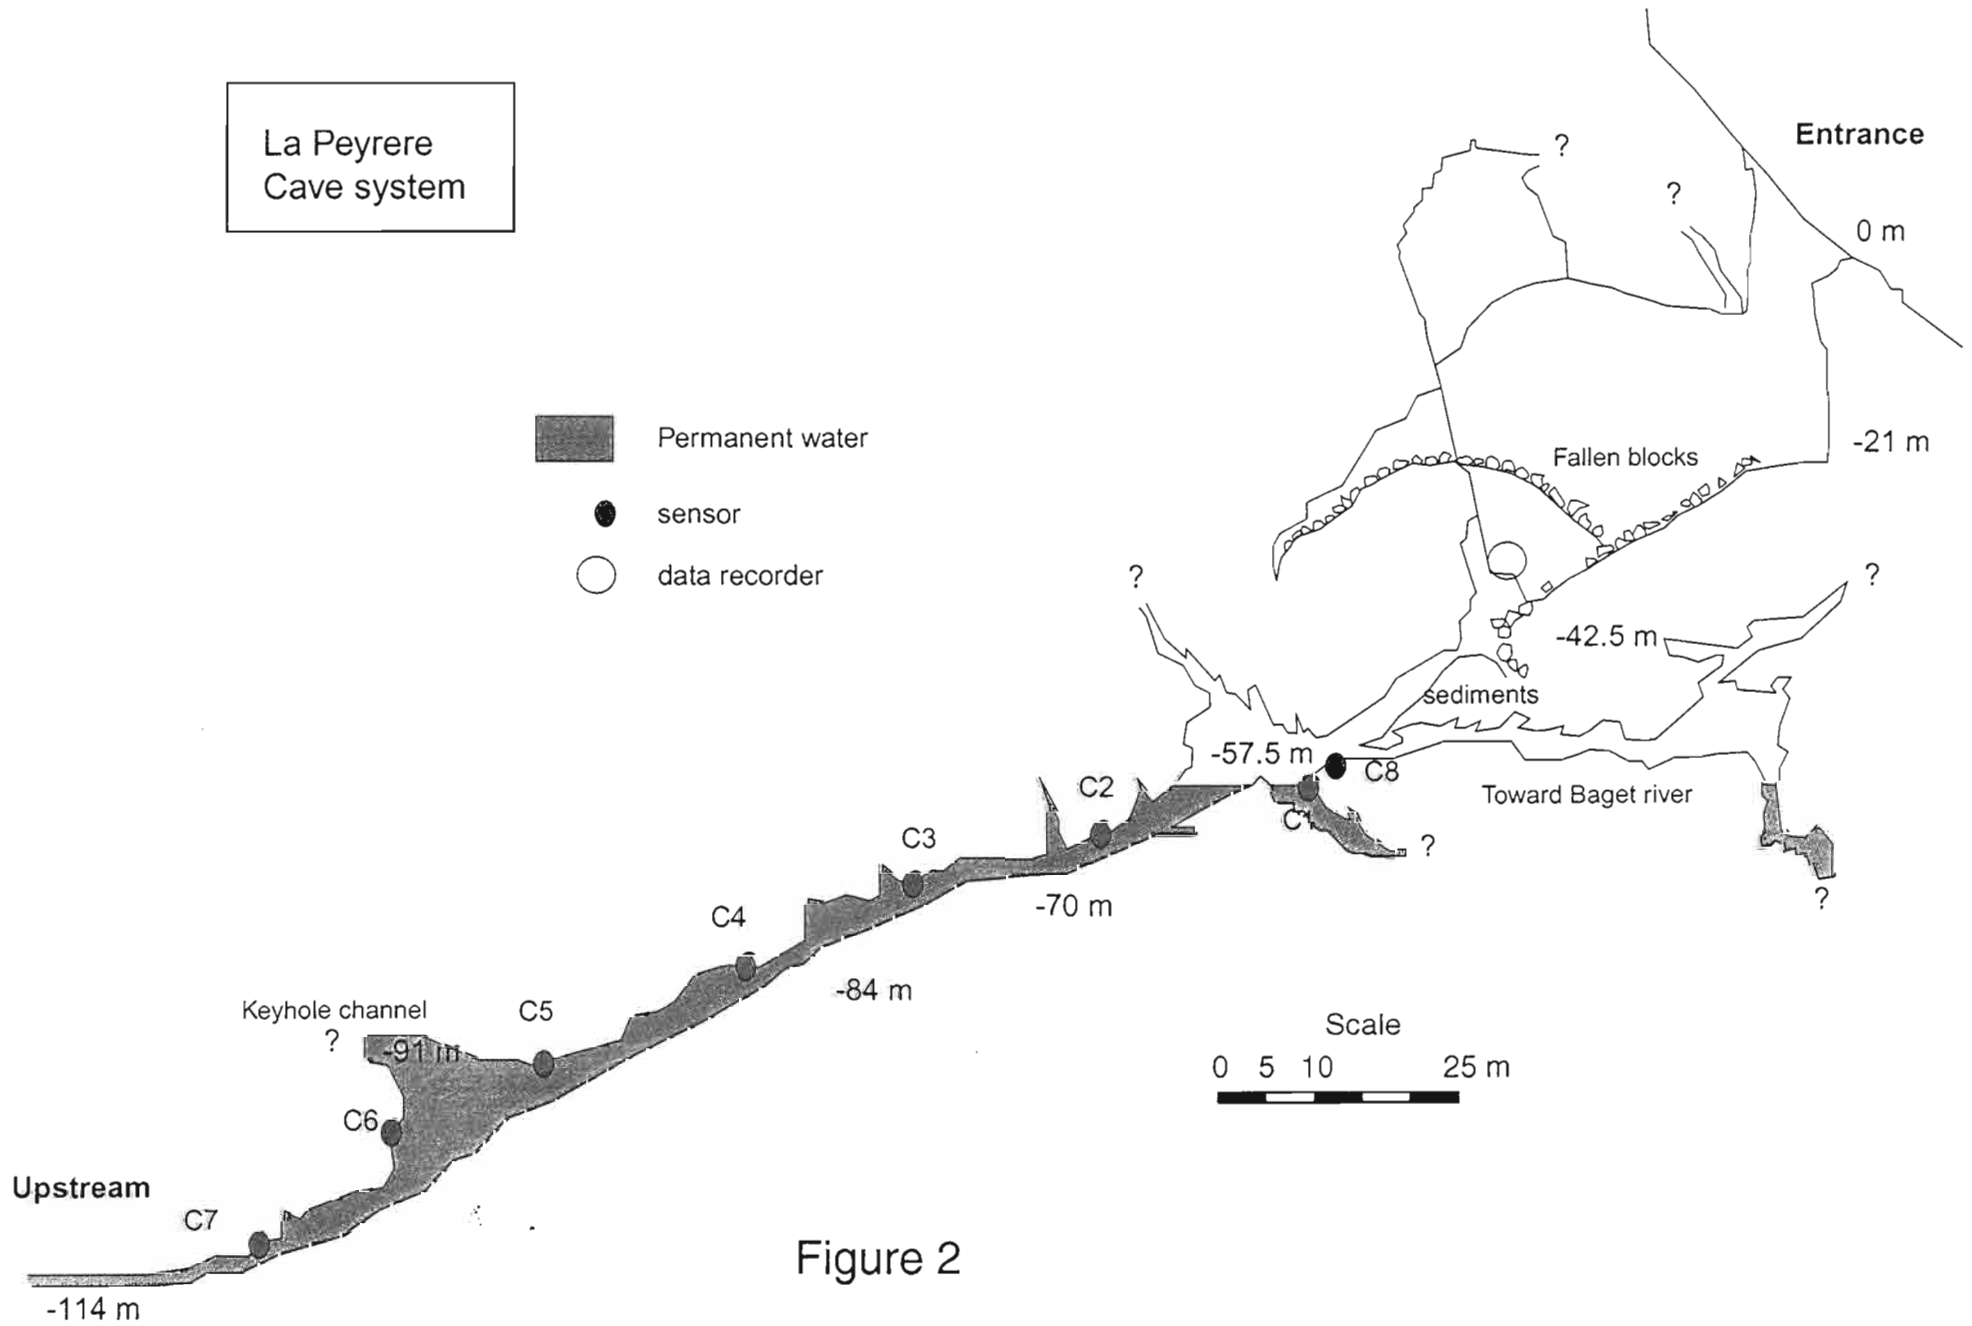 La Peyrere
Cave system
Entrance
?
?
0 m
Permanent water
-21 m
Fallen blocks
sensor
data recorder
?
?
-42.5 m
sediments
-57.5 m
C8
C2
Toward Baget river
C1
C3
?
?
-70 m
C4
-84 m
Keyhole channel
C5
?
-91 m
Scale
0 5 10 25 m
C6
Upstream
C7
Figure 2
-114 m